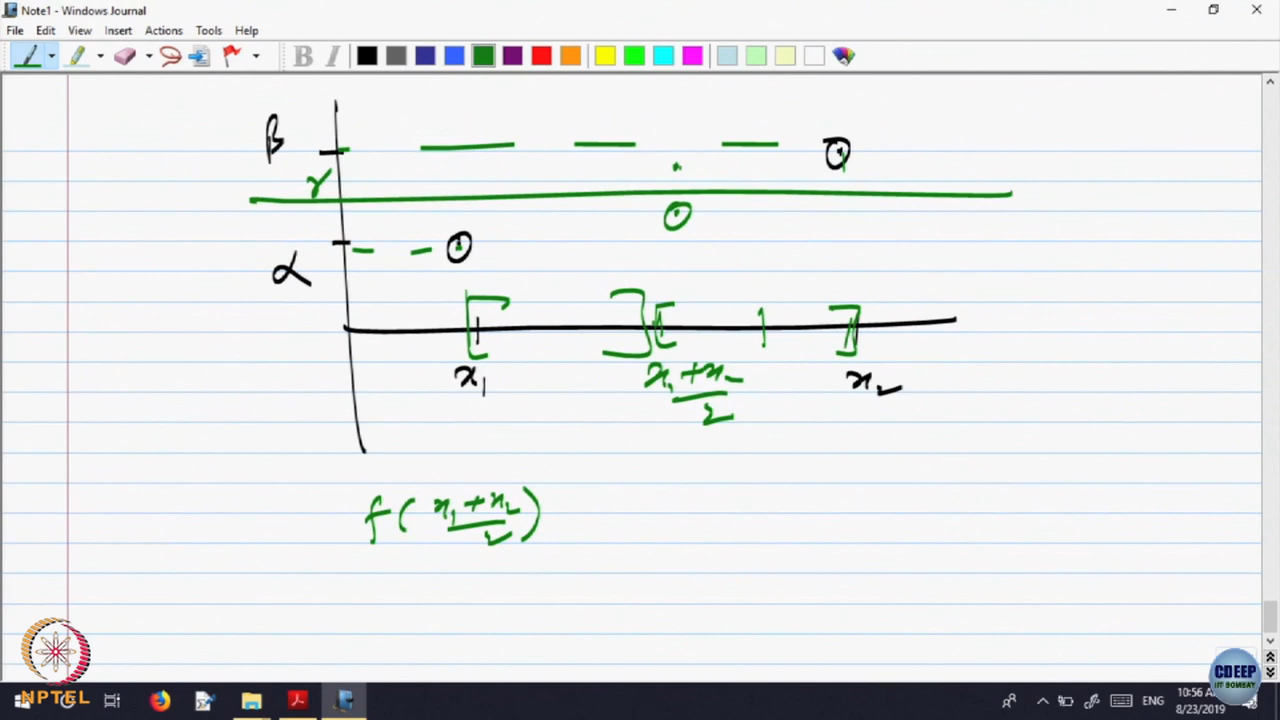 Note1 - Windows Journal
File Edit View Insert Actions Tools Help
B I
β
γ
α
x₁
x₁ + x₂
2
x₂
f( x₁ + x₂ )
2
NPTEL
CDEEP
IIT BOMBAY
ENG
10:56 A
8/23/2019